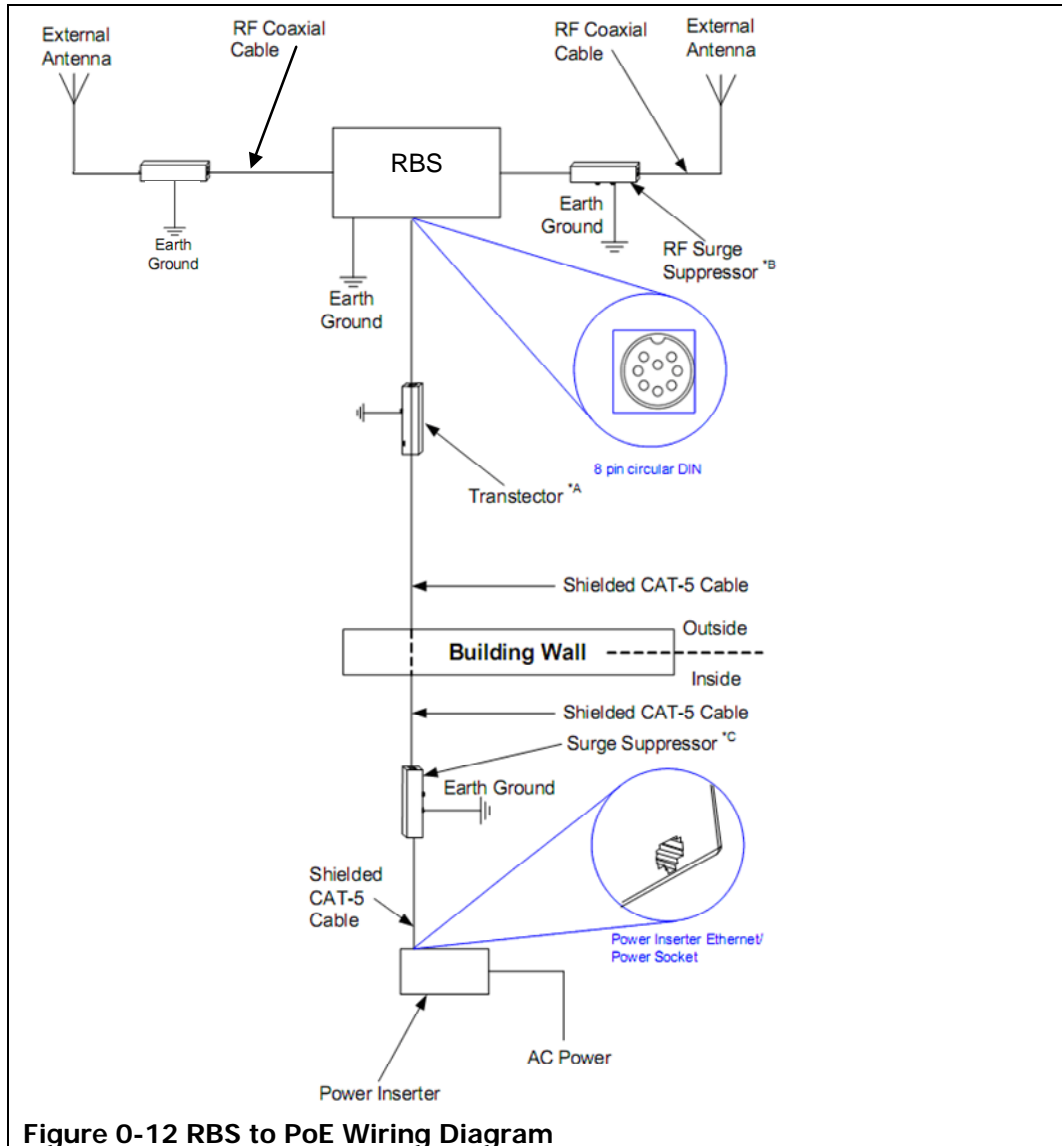 External
Antenna
RF Coaxial
Cable
RF Coaxial
Cable
External
Antenna
RBS
Earth
Ground
Earth
Ground
Earth
Ground
RF Surge
Suppressor *B
8 pin circular DIN
Transtector *A
Shielded CAT-5 Cable
Building Wall
Outside
Inside
Shielded CAT-5 Cable
Surge Suppressor *C
Earth Ground
Shielded
CAT-5
Cable
Power Inserter Ethernet/
Power Socket
AC Power
Power Inserter
Figure 0-12 RBS to PoE Wiring Diagram